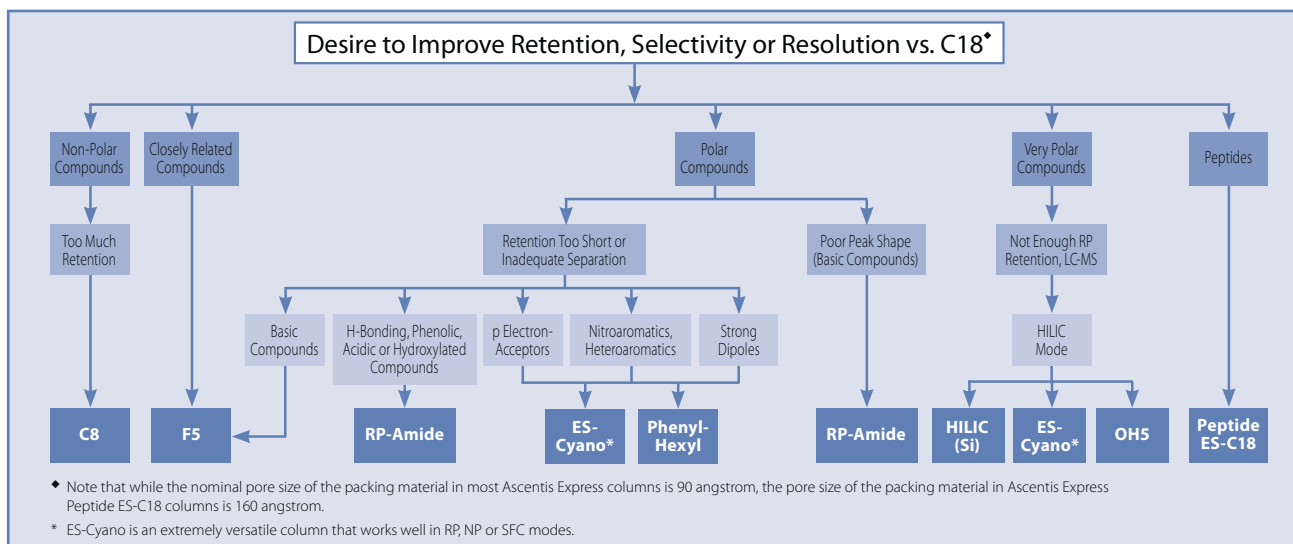 Desire to Improve Retention, Selectivity or Resolution vs. C18◆
Non-Polar
Compounds
Closely Related
Compounds
Polar
Compounds
Very Polar
Compounds
Peptides
Too Much
Retention
Retention Too Short or
Inadequate Separation
Poor Peak Shape
(Basic Compounds)
Not Enough RP
Retention, LC-MS
Basic
Compounds
H-Bonding, Phenolic,
Acidic or Hydroxylated
Compounds
p Electron-
Acceptors
Nitroaromatics,
Heteroaromatics
Strong
Dipoles
HILIC
Mode
C8
F5
RP-Amide
ES-
Cyano*
Phenyl-
Hexyl
RP-Amide
HILIC
(Si)
ES-
Cyano*
OH5
Peptide
ES-C18
◆ Note that while the nominal pore size of the packing material in most Ascentis Express columns is 90 angstrom, the pore size of the packing material in Ascentis Express
Peptide ES-C18 columns is 160 angstrom.
* ES-Cyano is an extremely versatile column that works well in RP, NP or SFC modes.